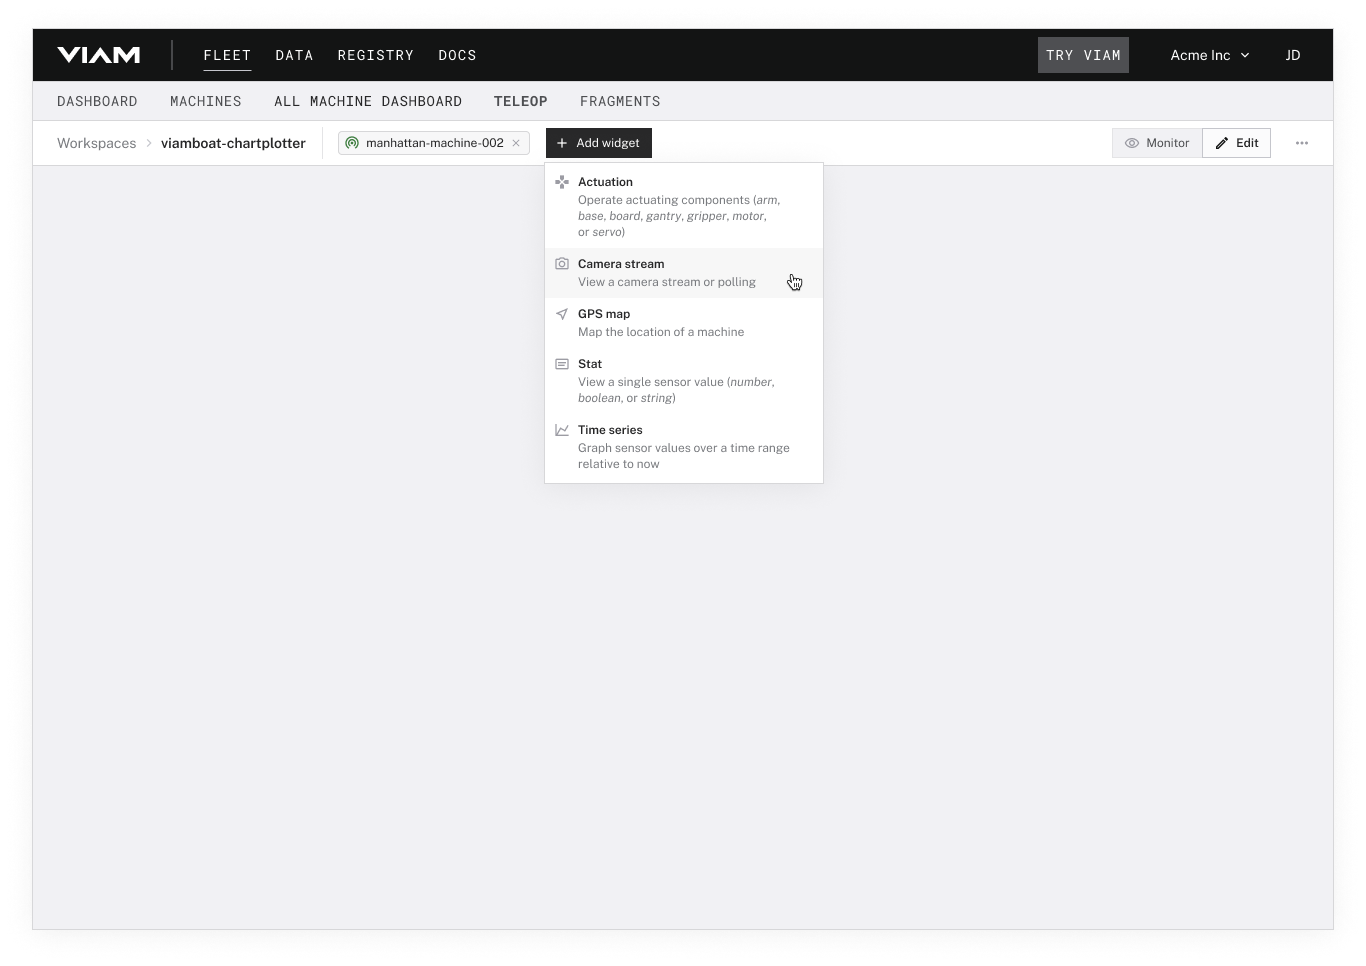 VIAM FLEET DATA REGISTRY DOCS TRY VIAM Acme Inc JD
DASHBOARD MACHINES ALL MACHINE DASHBOARD TELEOP FRAGMENTS
Workspaces viamboat-chartplotter manhattan-machine-002 Add widget Monitor Edit
Actuation
Operate actuating components (arm,
base, board, gantry, gripper, motor,
or servo)
Camera stream
View a camera stream or polling
GPS map
Map the location of a machine
Stat
View a single sensor value (number,
boolean, or string)
Time series
Graph sensor values over a time range
relative to now